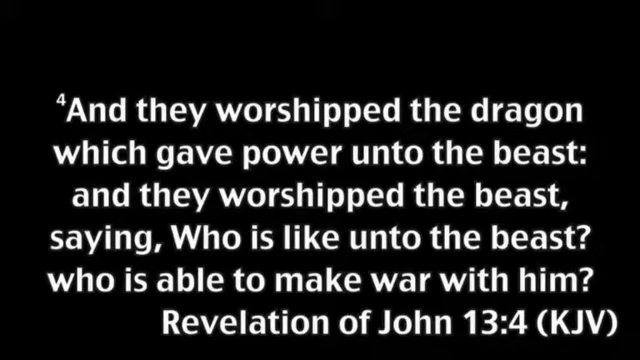 ⁴And they worshipped the dragon
which gave power unto the beast:
and they worshipped the beast,
saying, Who is like unto the beast?
who is able to make war with him?
Revelation of John 13:4 (KJV)